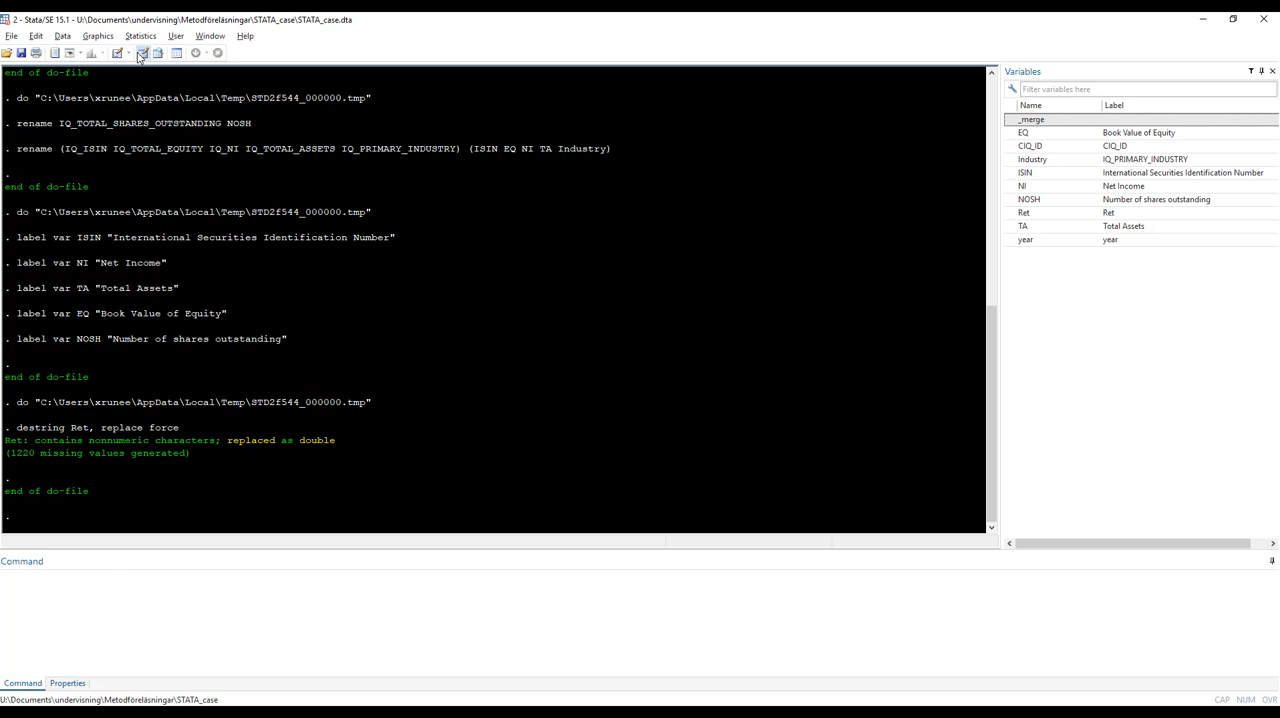 2 - Stata/SE 15.1 - U:\Documents\undervisning\Metodföreläsningar\STATA_case\STATA_case.dta
File Edit Data Graphics Statistics User Window Help
end of do-file
. do "C:\Users\xrunee\AppData\Local\Temp\STD2f544_000000.tmp"
. rename IQ_TOTAL_SHARES_OUTSTANDING NOSH
. rename (IQ_ISIN IQ_TOTAL_EQUITY IQ_NI IQ_TOTAL_ASSETS IQ_PRIMARY_INDUSTRY) (ISIN EQ NI TA Industry)
.
end of do-file
. do "C:\Users\xrunee\AppData\Local\Temp\STD2f544_000000.tmp"
. label var ISIN "International Securities Identification Number"
. label var NI "Net Income"
. label var TA "Total Assets"
. label var EQ "Book Value of Equity"
. label var NOSH "Number of shares outstanding"
.
end of do-file
. do "C:\Users\xrunee\AppData\Local\Temp\STD2f544_000000.tmp"
. destring Ret, replace force
Ret: contains nonnumeric characters; replaced as double
(1220 missing values generated)
.
end of do-file
.
Variables
Filter variables here
Name Label
_merge
EQ Book Value of Equity
CIQ_ID CIQ_ID
Industry IQ_PRIMARY_INDUSTRY
ISIN International Securities Identification Number
NI Net Income
NOSH Number of shares outstanding
Ret Ret
TA Total Assets
year year
Command
Command Properties
U:\Documents\undervisning\Metodföreläsningar\STATA_case
CAP NUM OVR